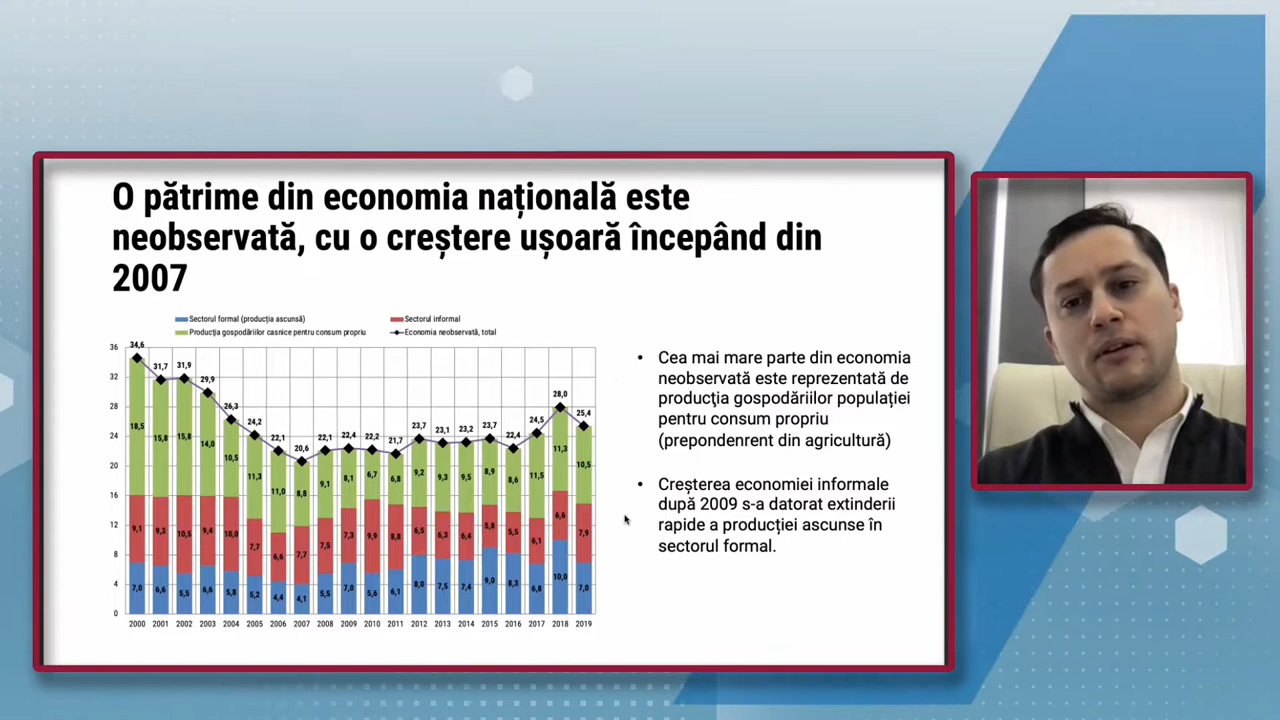 O pătrime din economia națională este
neobservată, cu o creștere ușoară începând din
2007
Sectorul formal (producția ascunsă)
Sectorul informal
Producția gospodăriilor casnice pentru consum propriu
Economia neobservată, total
36
32
28
24
20
16
12
8
4
0
34,6 31,7 31,9 29,9 26,3 24,2 22,1 20,6 22,1 22,4 22,2 21,7 23,7 23,1 23,2 23,7 22,4 24,5 28,0 25,4
18,5 15,8 15,8 14,0 10,5 11,3 11,0 8,8 9,1 8,1 6,7 6,8 9,2 9,3 9,5 8,9 8,6 11,5 11,3 10,5
9,1 9,3 10,5 9,4 10,0 7,7 6,6 7,7 7,5 7,3 9,9 8,8 6,5 6,3 6,4 5,8 5,5 6,1 6,6 7,9
7,0 6,6 5,5 6,6 5,8 5,2 4,4 4,1 5,5 7,0 5,6 6,1 8,0 7,5 7,4 9,0 8,3 6,8 10,0 7,0
2000 2001 2002 2003 2004 2005 2006 2007 2008 2009 2010 2011 2012 2013 2014 2015 2016 2017 2018 2019
• Cea mai mare parte din economia
neobservată este reprezentată de
producția gospodăriilor populației
pentru consum propriu
(prepondenrent din agricultură)
• Creșterea economiei informale
după 2009 s-a datorat extinderii
rapide a producției ascunse în
sectorul formal.